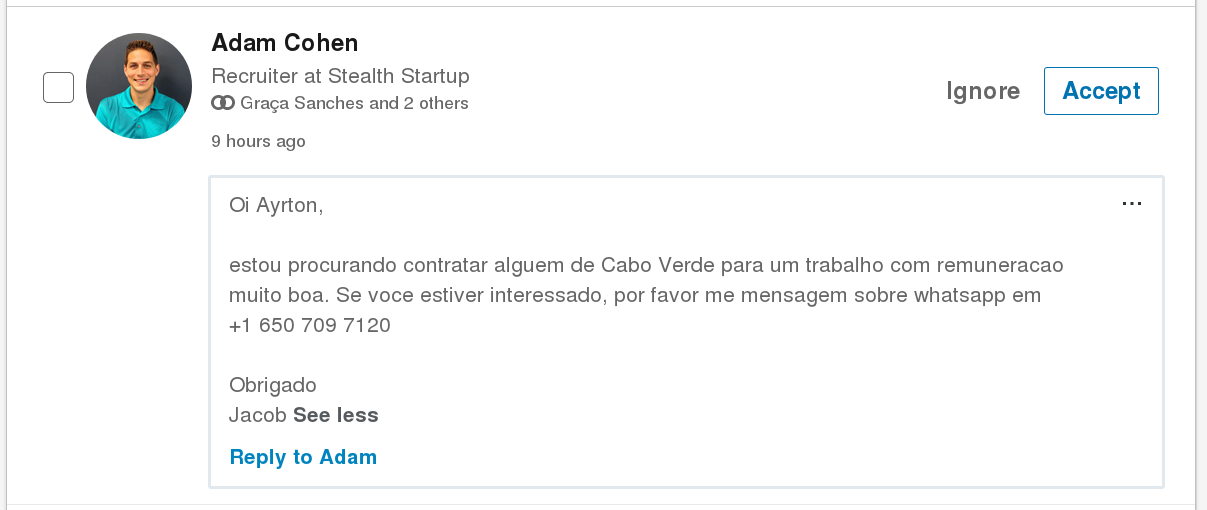 Adam Cohen
Recruiter at Stealth Startup
Graça Sanches and 2 others
9 hours ago
Ignore
Accept
Oi Ayrton,
estou procurando contratar alguem de Cabo Verde para um trabalho com remuneracao
muito boa. Se voce estiver interessado, por favor me mensagem sobre whatsapp em
+1 650 709 7120
Obrigado
Jacob See less
Reply to Adam